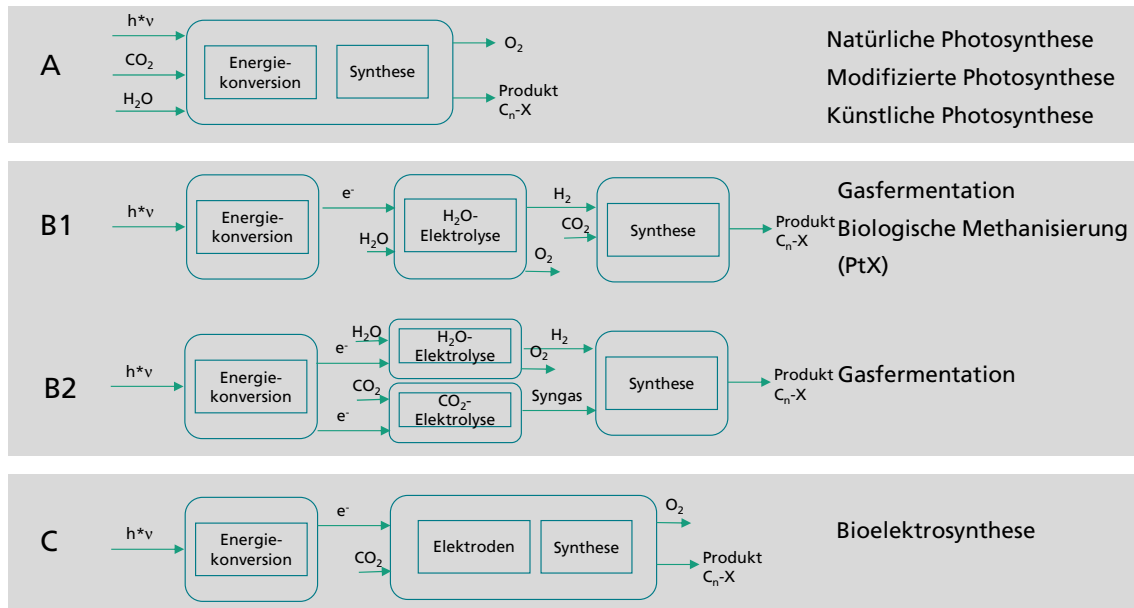 A
h*ν
CO₂
H₂O
Energie-
konversion
Synthese
O₂
Produkt
Cₙ-X
Natürliche Photosynthese
Modifizierte Photosynthese
Künstliche Photosynthese
B1
h*ν
Energie-
konversion
e⁻
H₂O
H₂O-
Elektrolyse
H₂
O₂
CO₂
Synthese
Produkt
Cₙ-X
Gasfermentation
Biologische Methanisierung
(PtX)
B2
h*ν
Energie-
konversion
e⁻
H₂O
H₂O-
Elektrolyse
H₂
O₂
e⁻
CO₂
CO₂-
Elektrolyse
Syngas
Synthese
Produkt
Cₙ-X
Gasfermentation
C
h*ν
Energie-
konversion
e⁻
CO₂
Elektroden
Synthese
O₂
Produkt
Cₙ-X
Bioelektrosynthese